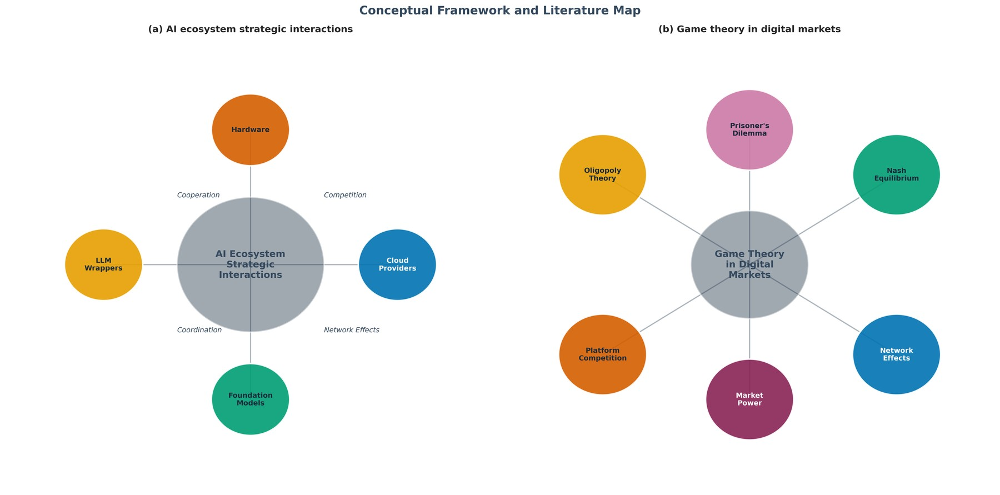 Conceptual Framework and Literature Map
(a) AI ecosystem strategic interactions
Hardware
Cooperation
Competition
LLM
Wrappers
AI Ecosystem
Strategic
Interactions
Cloud
Providers
Coordination
Network Effects
Foundation
Models
(b) Game theory in digital markets
Prisoner's
Dilemma
Oligopoly
Theory
Nash
Equilibrium
Game Theory
in Digital
Markets
Platform
Competition
Network
Effects
Market
Power